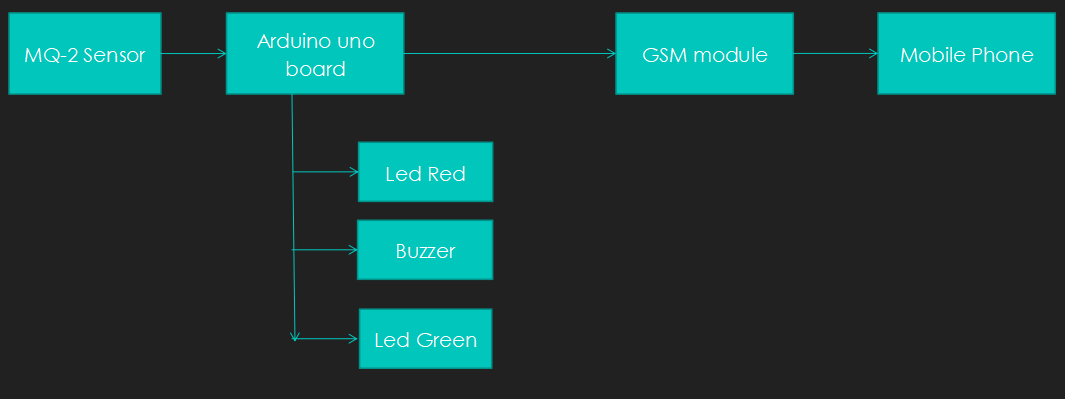 MQ-2 Sensor
Arduino uno
board
GSM module
Mobile Phone
Led Red
Buzzer
Led Green